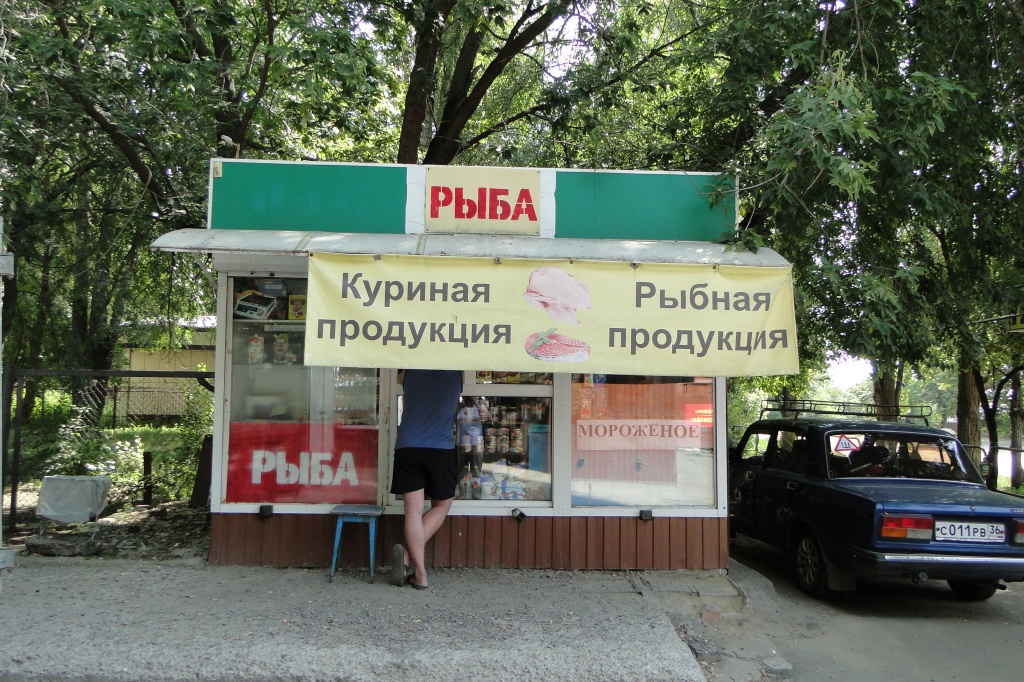 РЫБА
Куриная
продукция
Рыбная
продукция
РЫБА
МОРОЖЕНОЕ
С011РВ 36